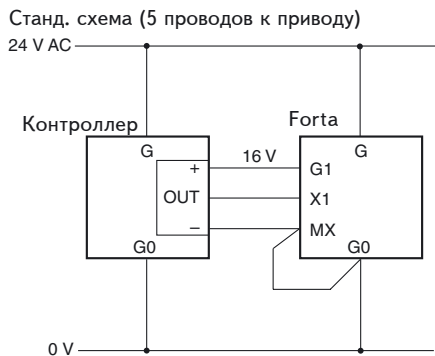 Станд. схема (5 проводов к приводу)
24 V AC
Контроллер
Forta
G
G
+
16 V
G1
OUT
X1
–
MX
G0
G0
0 V